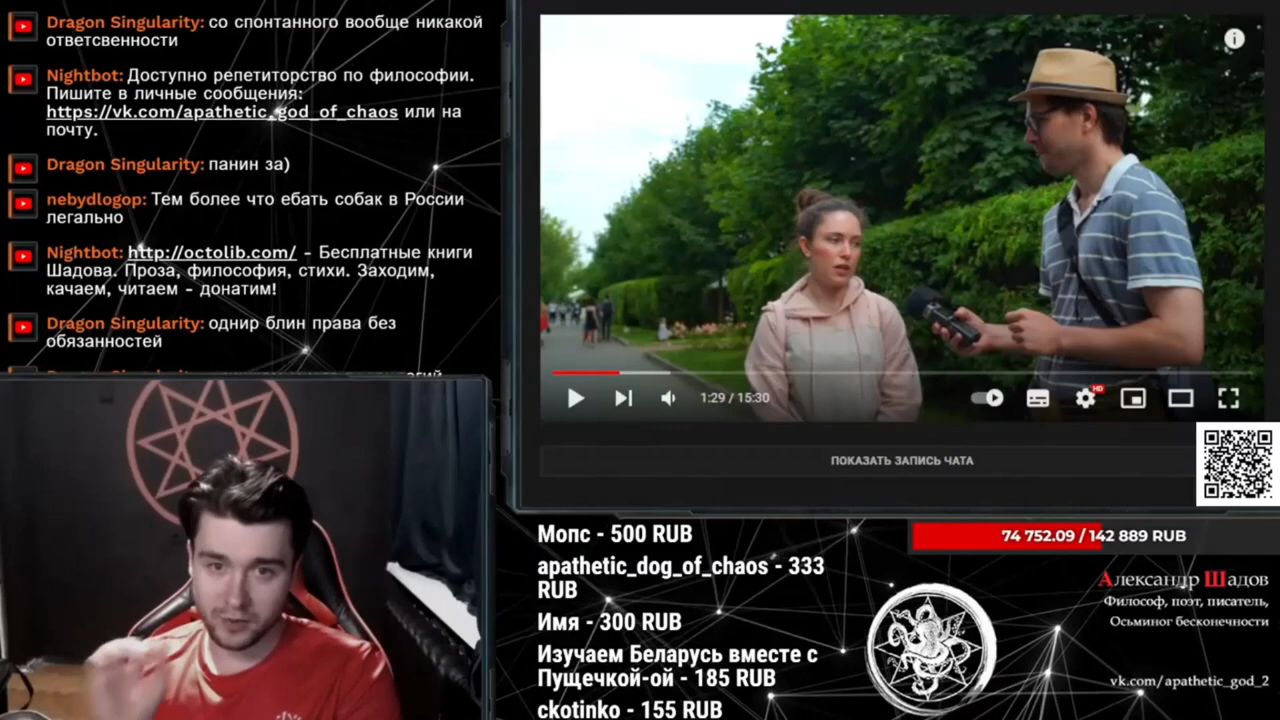 Dragon Singularity: со спонтанного вообще никакой
ответсвенности
Nightbot: Доступно репетиторство по философии.
Пишите в личные сообщения:
https://vk.com/apathetic_god_of_chaos или на
почту.
Dragon Singularity: панин за)
nebydlogop: Тем более что ебать собак в России
легально
Nightbot: http://octolib.com/ - Бесплатные книги
Шадова. Проза, философия, стихи. Заходим,
качаем, читаем - донатим!
Dragon Singularity: однир блин права без
обязанностей
1:29 / 15:30
HD
ПОКАЗАТЬ ЗАПИСЬ ЧАТА
Мопс - 500 RUB
apathetic_dog_of_chaos - 333
RUB
Имя - 300 RUB
Изучаем Беларусь вместе с
Пущечкой-ой - 185 RUB
ckotinko - 155 RUB
74 752.09 / 142 889 RUB
Александр Шадов
Философ, поэт, писатель,
Осьминог бесконечности
vk.com/apathetic_god_2